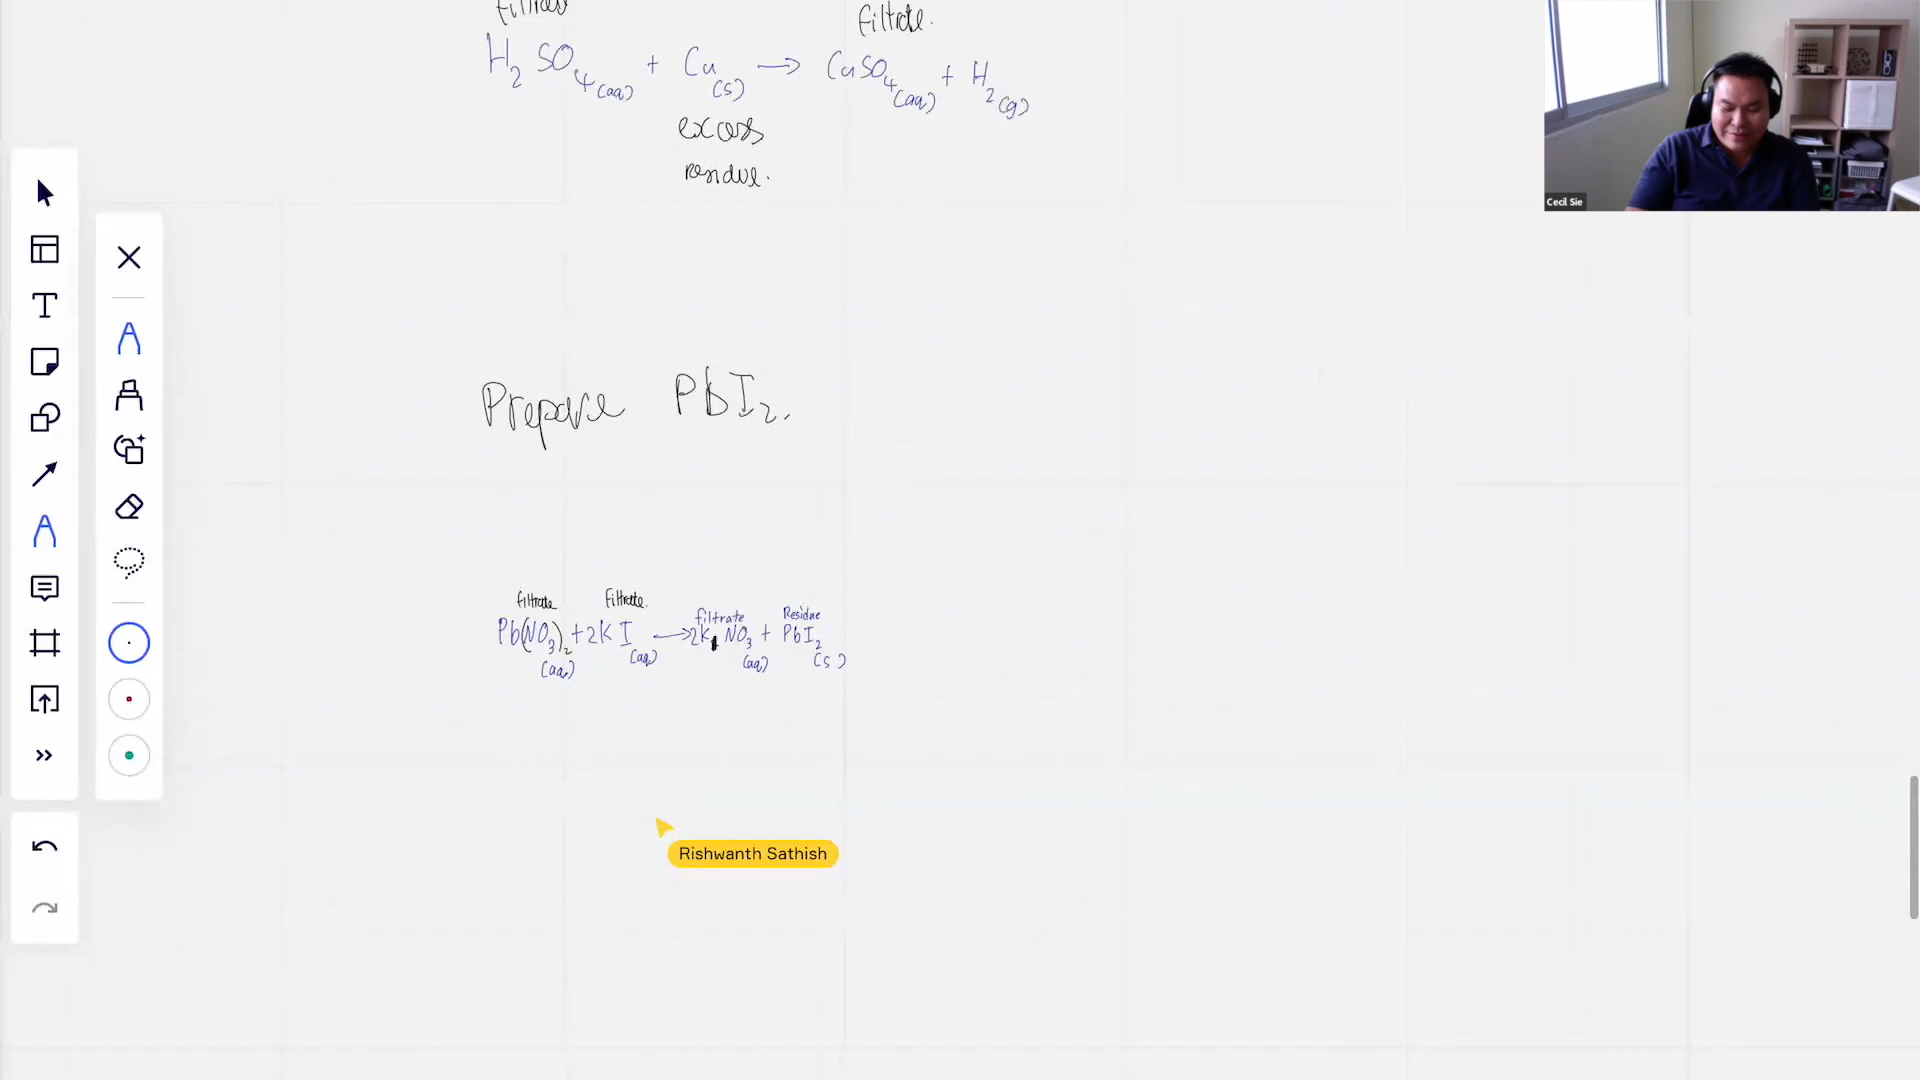 filtrate.
H2SO4(aq) + Cu(s) → CuSO4(aq) + H2(g)
excess
residue.
Cecil Sie
Prepare PbI2.
filtrate filtrate. filtrate Residue
Pb(NO3)2(aq) + 2KI(aq) → 2KNO3(aq) + PbI2(s)
Rishwanth Sathish